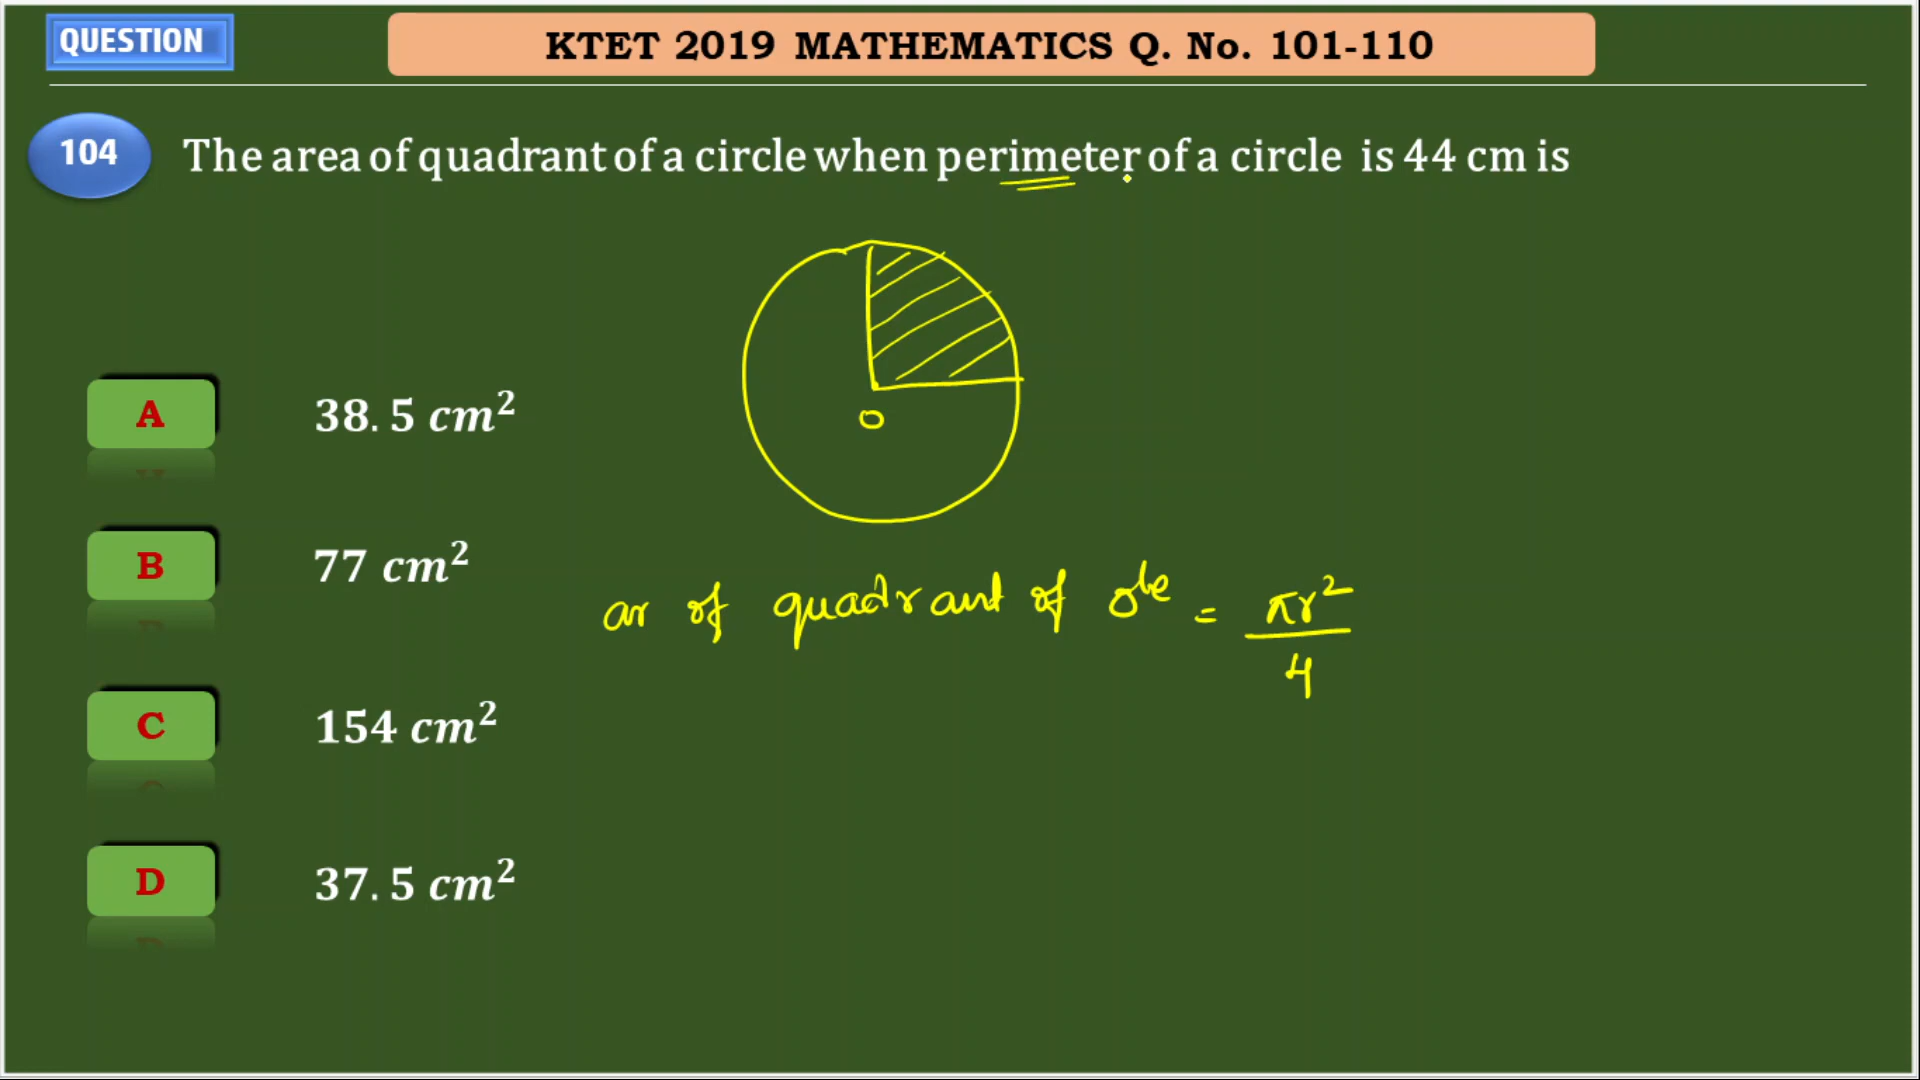 QUESTION
KTET 2019 MATHEMATICS Q. No. 101-110
104 The area of quadrant of a circle when perimeter of a circle is 44 cm is
O
A 38.5 cm²
B 77 cm²
ar of quadrant of = πr²/4
C 154 cm²
D 37.5 cm²